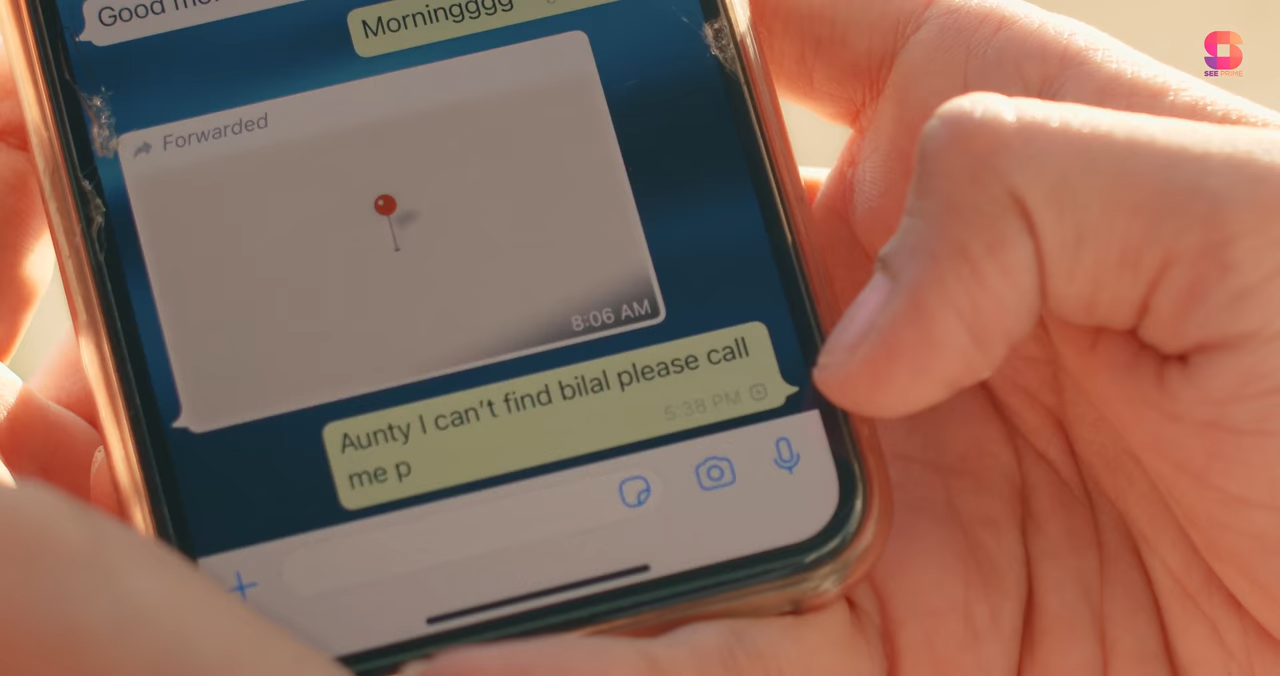 Morningggg
SEE PRIME
Forwarded
8:06 AM
Aunty I can't find bilal please call
me p
5:38 PM